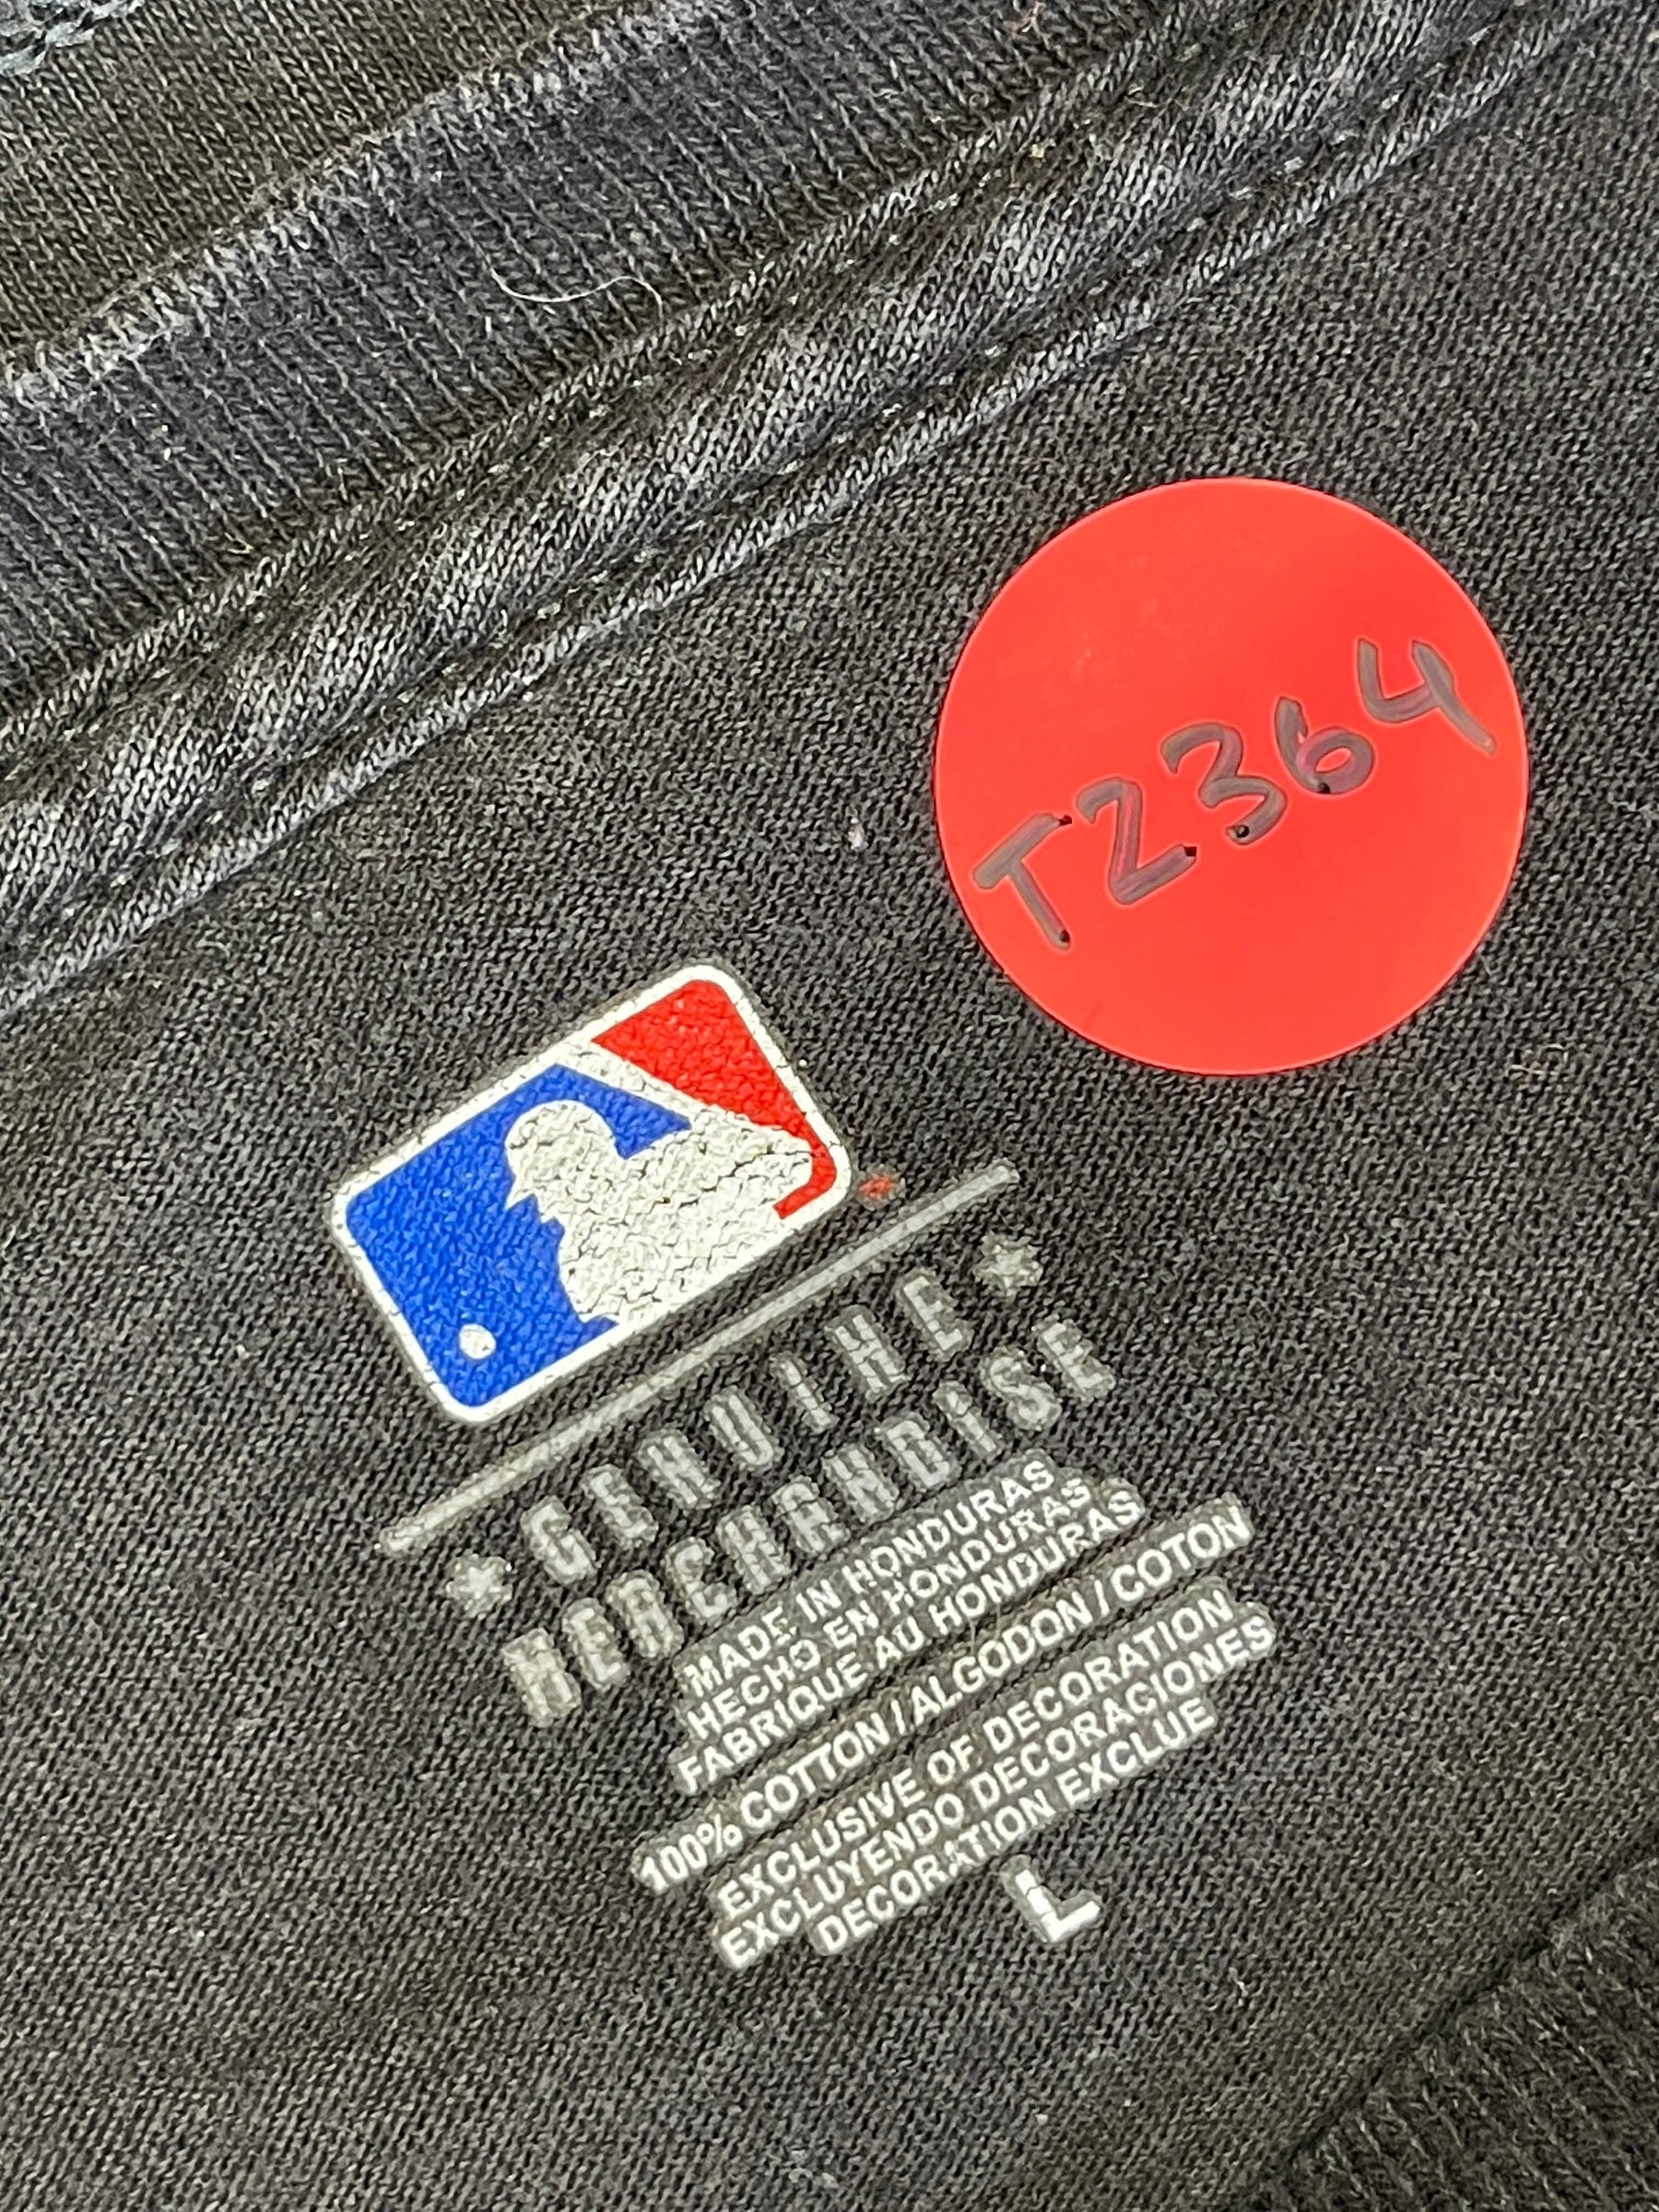 T2364
GENUINE
MERCHANDISE
MADE IN HONDURAS
HECHO EN HONDURAS
FABRIQUE AU HONDURAS
100% COTTON / ALGODON / COTON
EXCLUSIVE OF DECORATION
EXCLUYENDO DECORACIONES
DECORATION EXCLUE
L